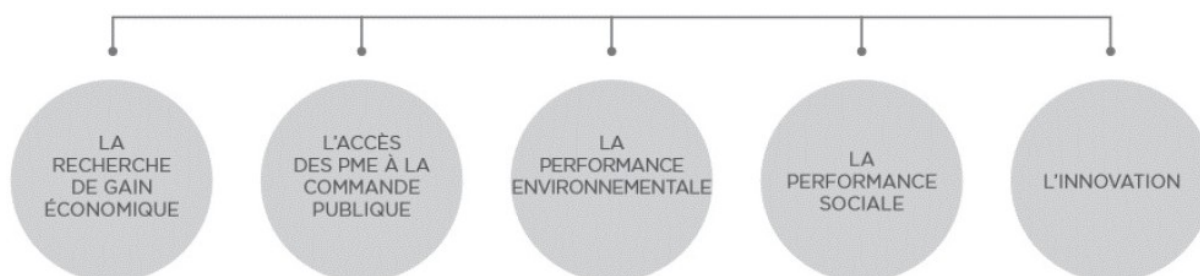 LA
RECHERCHE
DE GAIN
ÉCONOMIQUE
L'ACCÈS
DES PME À LA
COMMANDE
PUBLIQUE
LA
PERFORMANCE
ENVIRONNEMENTALE
LA
PERFORMANCE
SOCIALE
L'INNOVATION